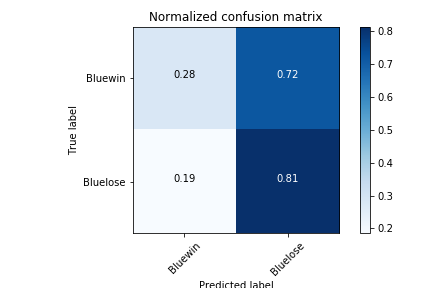 Normalized confusion matrix
Bluewin
Bluelose
True label
0.28
0.72
0.19
0.81
Bluewin
Bluelose
Predicted label
0.8
0.7
0.6
0.5
0.4
0.3
0.2